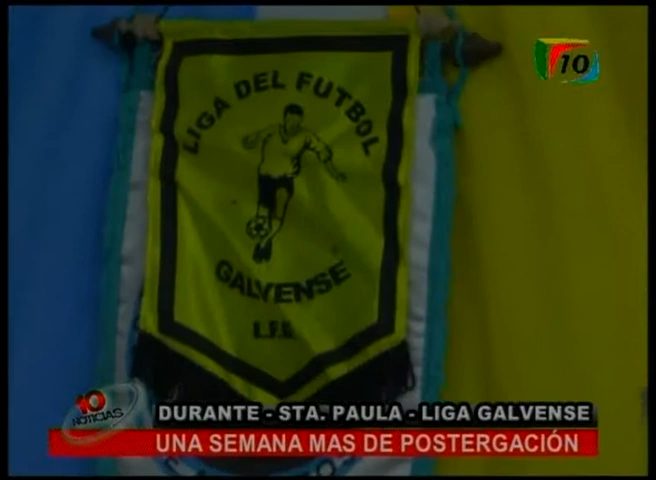 10
LIGA DEL FUTBOL
GALVENSE
10
NOTICIAS
DURANTE - STA. PAULA - LIGA GALVENSE
UNA SEMANA MAS DE POSTERGACIÓN